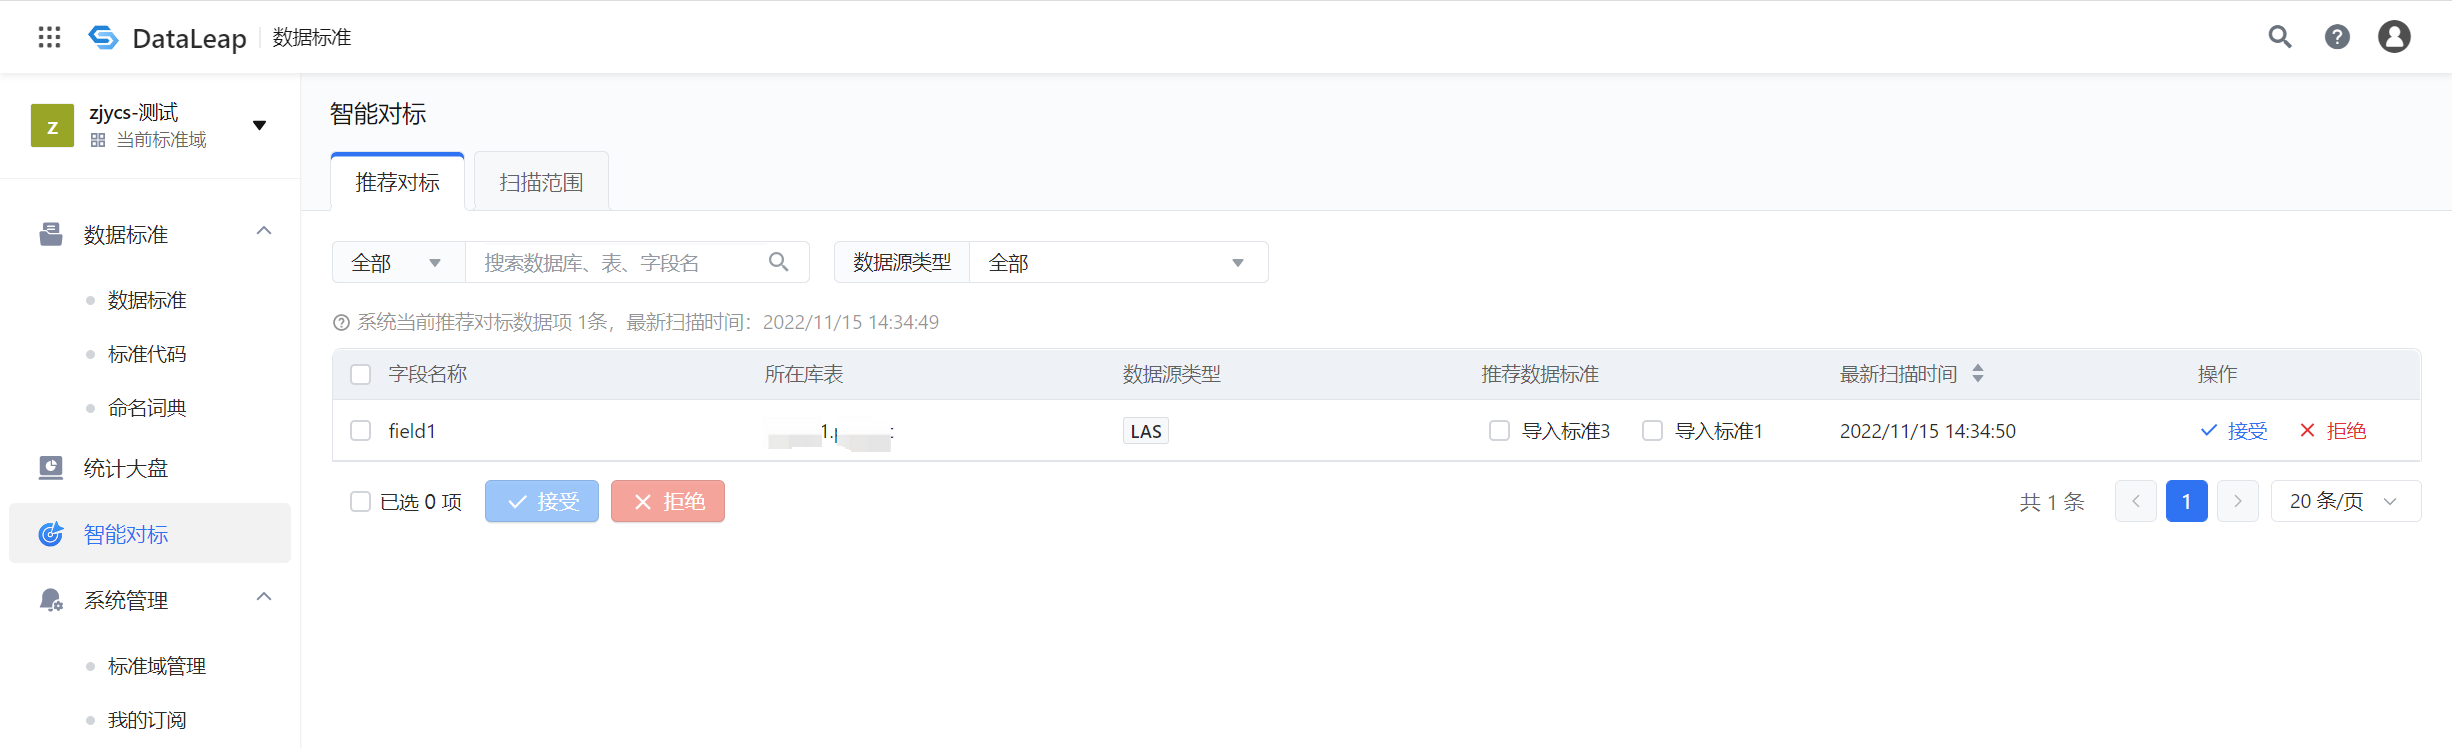 DataLeap 数据标准
z
zjycs-测试
当前标准域
数据标准
数据标准
标准代码
命名词典
统计大盘
智能对标
系统管理
标准域管理
我的订阅
智能对标
推荐对标 扫描范围
全部 搜索数据库、表、字段名 数据源类型 全部
系统当前推荐对标数据项 1条，最新扫描时间：2022/11/15 14:34:49
字段名称 所在库表 数据源类型 推荐数据标准 最新扫描时间 操作
field1 LAS 导入标准3 导入标准1 2022/11/15 14:34:50 接受 拒绝
已选 0 项 接受 拒绝 共 1 条 1 20 条/页